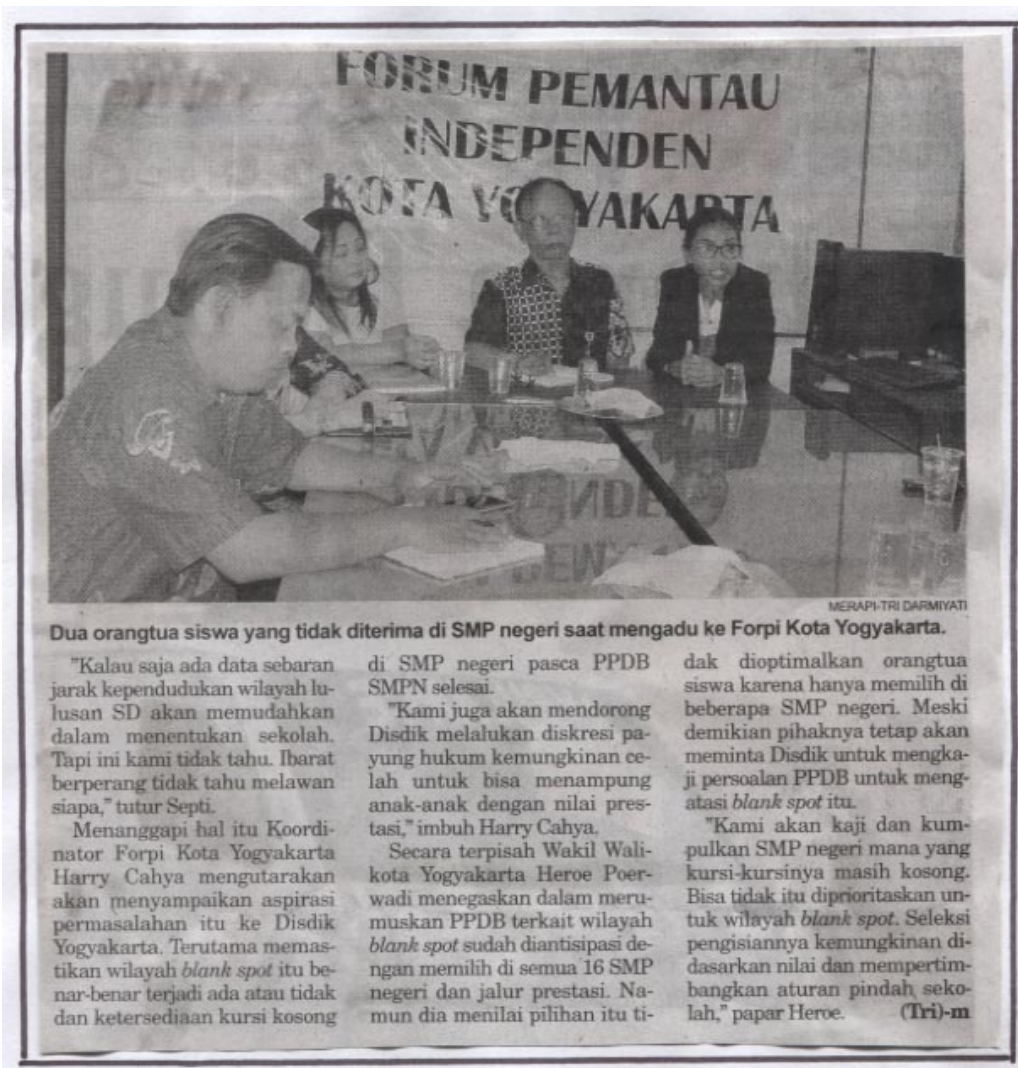 FORUM PEMANTAU
INDEPENDEN
KOTA YOGYAKARTA
MERAPI-TRI DARMIYATI
Dua orangtua siswa yang tidak diterima di SMP negeri saat mengadu ke Forpi Kota Yogyakarta.
"Kalau saja ada data sebaran
jarak kependudukan wilayah lu-
lusan SD akan memudahkan
dalam menentukan sekolah.
Tapi ini kami tidak tahu. Ibarat
berperang tidak tahu melawan
siapa," tutur Septi.
Menanggapi hal itu Koordi-
nator Forpi Kota Yogyakarta
Harry Cahya mengutarakan
akan menyampaikan aspirasi
permasalahan itu ke Disdik
Yogyakarta. Terutama memas-
tikan wilayah blank spot itu be-
nar-benar terjadi ada atau tidak
dan ketersediaan kursi kosong
di SMP negeri pasca PPDB
SMPN selesai.
"Kami juga akan mendorong
Disdik melalukan diskresi pa-
yung hukum kemungkinan ce-
lah untuk bisa menampung
anak-anak dengan nilai pres-
tasi," imbuh Harry Cahya.
Secara terpisah Wakil Wali-
kota Yogyakarta Heroe Poer-
wadi menegaskan dalam meru-
muskan PPDB terkait wilayah
blank spot sudah diantisipasi de-
ngan memilih di semua 16 SMP
negeri dan jalur prestasi. Na-
mun dia menilai pilihan itu ti-
dak dioptimalkan orangtua
siswa karena hanya memilih di
beberapa SMP negeri. Meski
demikian pihaknya tetap akan
meminta Disdik untuk mengka-
ji persoalan PPDB untuk meng-
atasi blank spot itu.
"Kami akan kaji dan kum-
pulkan SMP negeri mana yang
kursi-kursinya masih kosong.
Bisa tidak itu diprioritaskan un-
tuk wilayah blank spot. Seleksi
pengisiannya kemungkinan di-
dasarkan nilai dan mempertim-
bangkan aturan pindah seko-
lah," papar Heroe. (Tri)-m